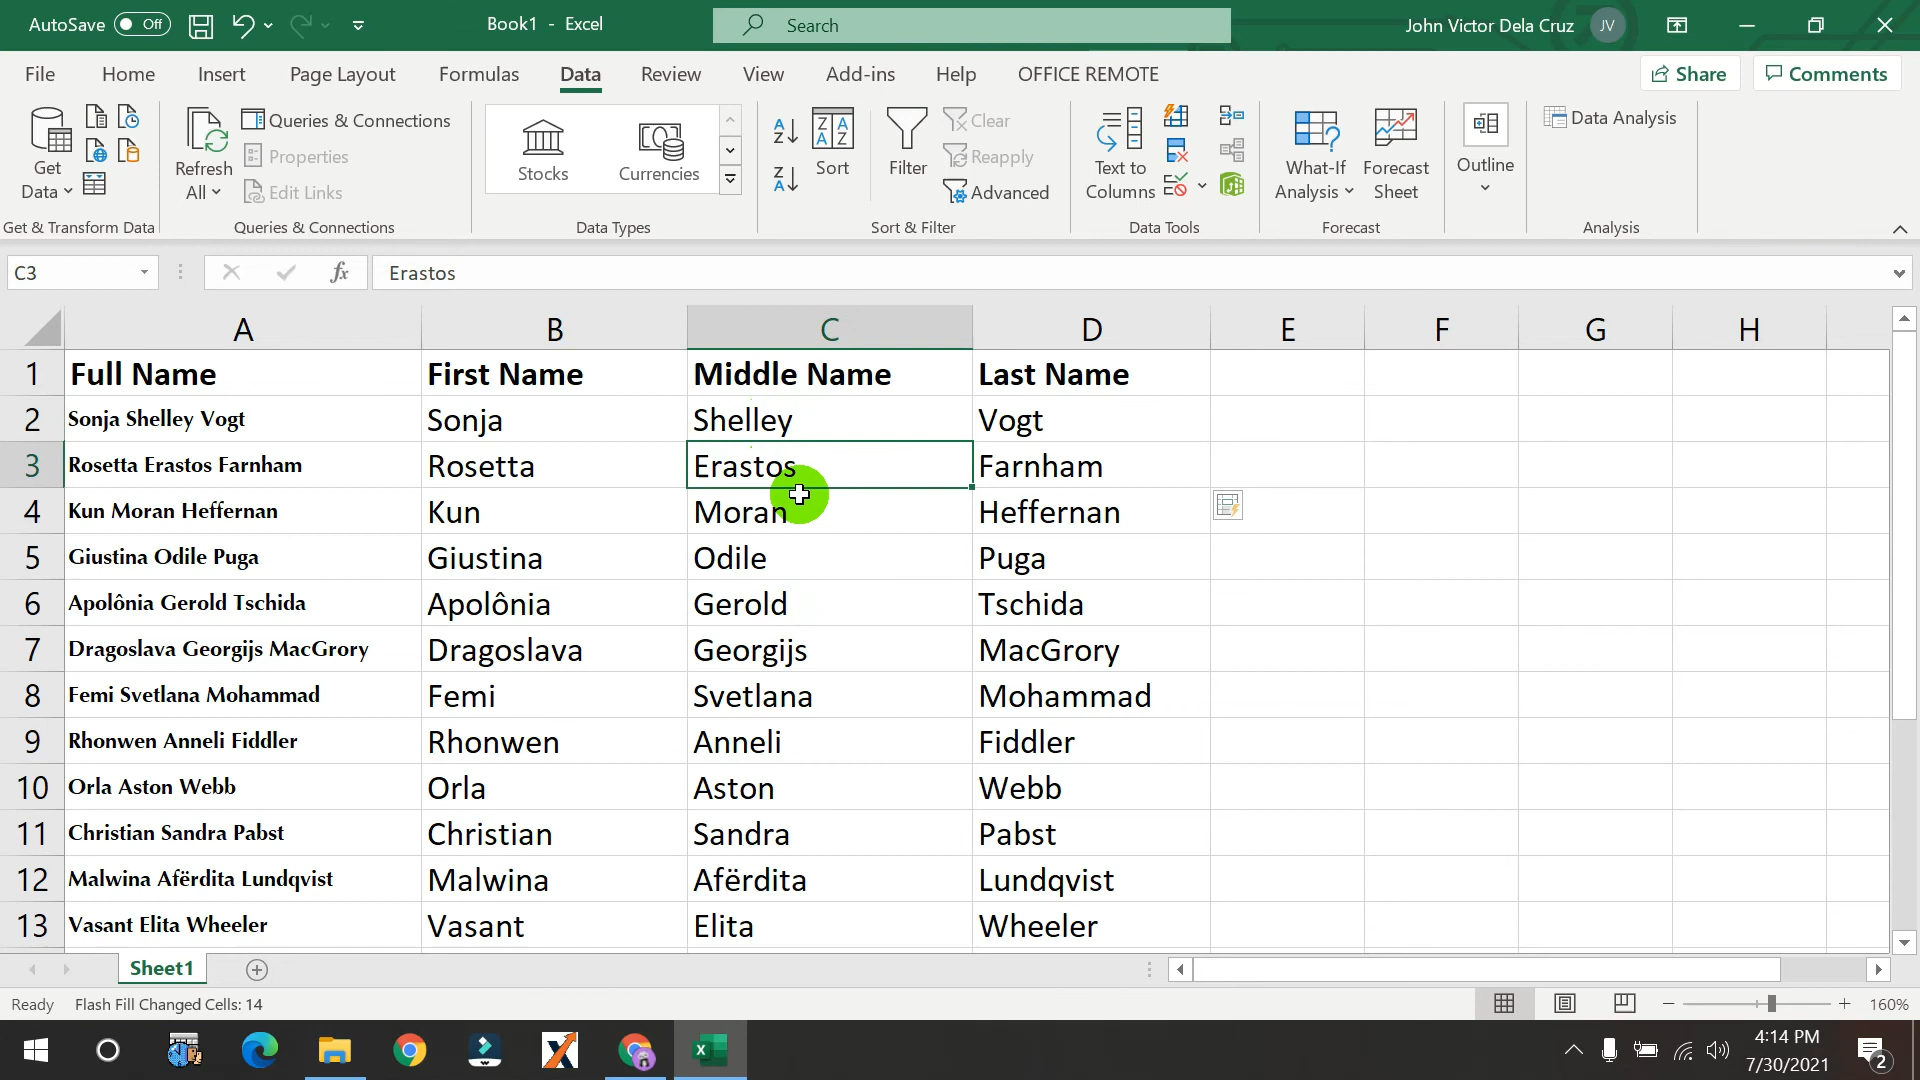 AutoSave Off Book1 - Excel Search John Victor Dela Cruz JV
File Home Insert Page Layout Formulas Data Review View Add-ins Help OFFICE REMOTE Share Comments
Get Data
Refresh All
Queries & Connections
Properties
Edit Links
Stocks
Currencies
A Z
Z A
Z A A Z
Sort
Filter
Clear
Reapply
Advanced
Text to Columns
What-If Analysis
Forecast Sheet
Outline
Data Analysis
Get & Transform Data Queries & Connections Data Types Sort & Filter Data Tools Forecast Analysis
C3 fx Erastos
A B C D E F G H
1 Full Name First Name Middle Name Last Name
2 Sonja Shelley Vogt Sonja Shelley Vogt
3 Rosetta Erastos Farnham Rosetta Erastos Farnham
4 Kun Moran Heffernan Kun Moran Heffernan
5 Giustina Odile Puga Giustina Odile Puga
6 Apolônia Gerold Tschida Apolônia Gerold Tschida
7 Dragoslava Georgijs MacGrory Dragoslava Georgijs MacGrory
8 Femi Svetlana Mohammad Femi Svetlana Mohammad
9 Rhonwen Anneli Fiddler Rhonwen Anneli Fiddler
10 Orla Aston Webb Orla Aston Webb
11 Christian Sandra Pabst Christian Sandra Pabst
12 Malwina Afërdita Lundqvist Malwina Afërdita Lundqvist
13 Vasant Elita Wheeler Vasant Elita Wheeler
Sheet1
Ready Flash Fill Changed Cells: 14 160%
4:14 PM
7/30/2021
2